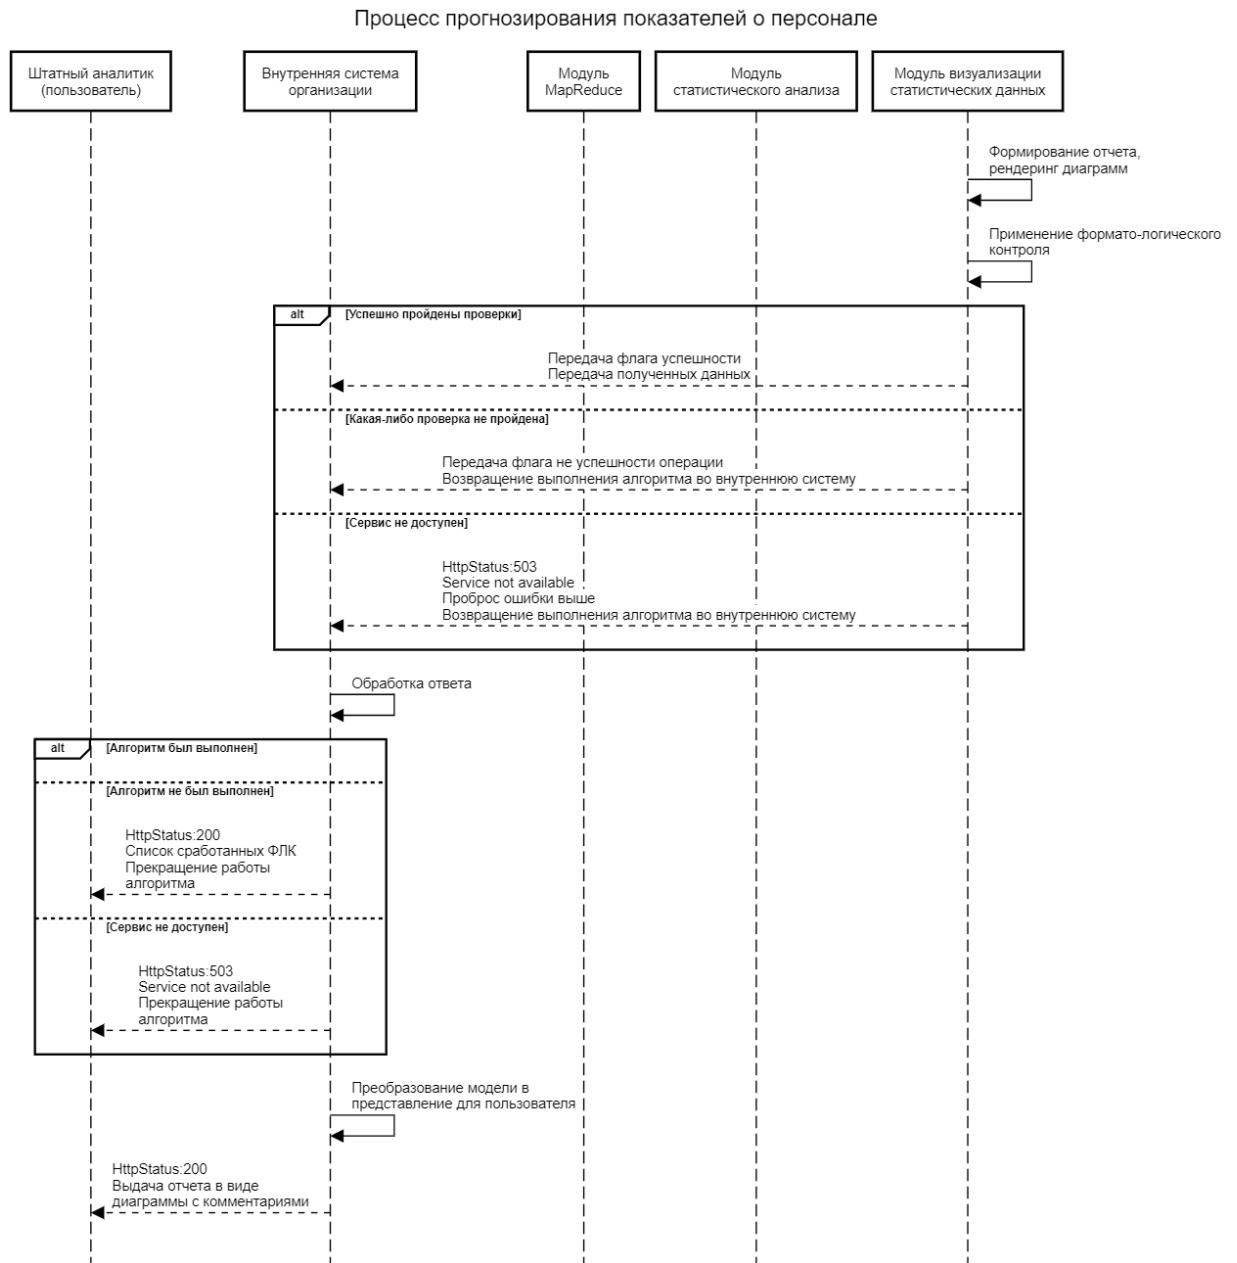 Процесс прогнозирования показателей о персонале
Штатный аналитик
(пользователь)
Внутренняя система
организации
Модуль
MapReduce
Модуль
статистического анализа
Модуль визуализации
статистических данных
Формирование отчета,
рендеринг диаграмм
Применение формато-логического
контроля
alt
[Успешно пройдены проверки]
Передача флага успешности
Передача полученных данных
[Какая-либо проверка не пройдена]
Передача флага не успешности операции
Возвращение выполнения алгоритма во внутреннюю систему
[Сервис не доступен]
HttpStatus:503
Service not available
Проброс ошибки выше
Возвращение выполнения алгоритма во внутреннюю систему
Обработка ответа
alt
[Алгоритм был выполнен]
[Алгоритм не был выполнен]
HttpStatus:200
Список сработанных ФЛК
Прекращение работы
алгоритма
[Сервис не доступен]
HttpStatus:503
Service not available
Прекращение работы
алгоритма
Преобразование модели в
представление для пользователя
HttpStatus:200
Выдача отчета в виде
диаграммы с комментариями